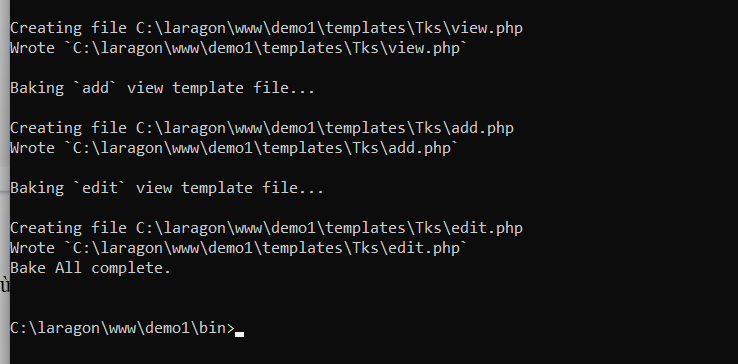 Creating file C:\laragon\www\demo1\templates\Tks\view.php
Wrote `C:\laragon\www\demo1\templates\Tks\view.php`
Baking `add` view template file...
Creating file C:\laragon\www\demo1\templates\Tks\add.php
Wrote `C:\laragon\www\demo1\templates\Tks\add.php`
Baking `edit` view template file...
Creating file C:\laragon\www\demo1\templates\Tks\edit.php
Wrote `C:\laragon\www\demo1\templates\Tks\edit.php`
Bake All complete.
ù
C:\laragon\www\demo1\bin>